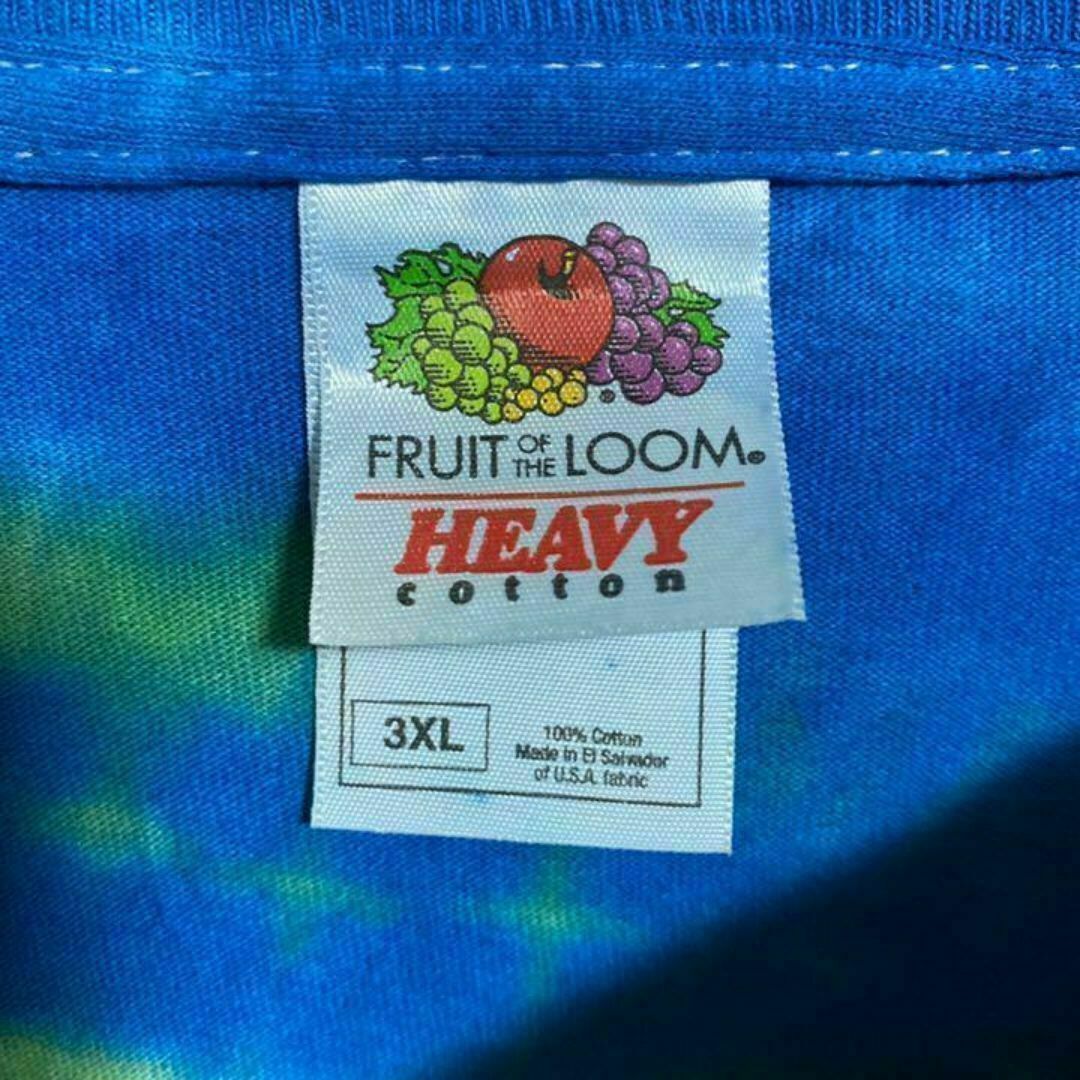 FRUIT OF THE LOOM®
HEAVY
cotton
3XL
100% Cotton
Made in El Salvador
of U.S.A. fabric